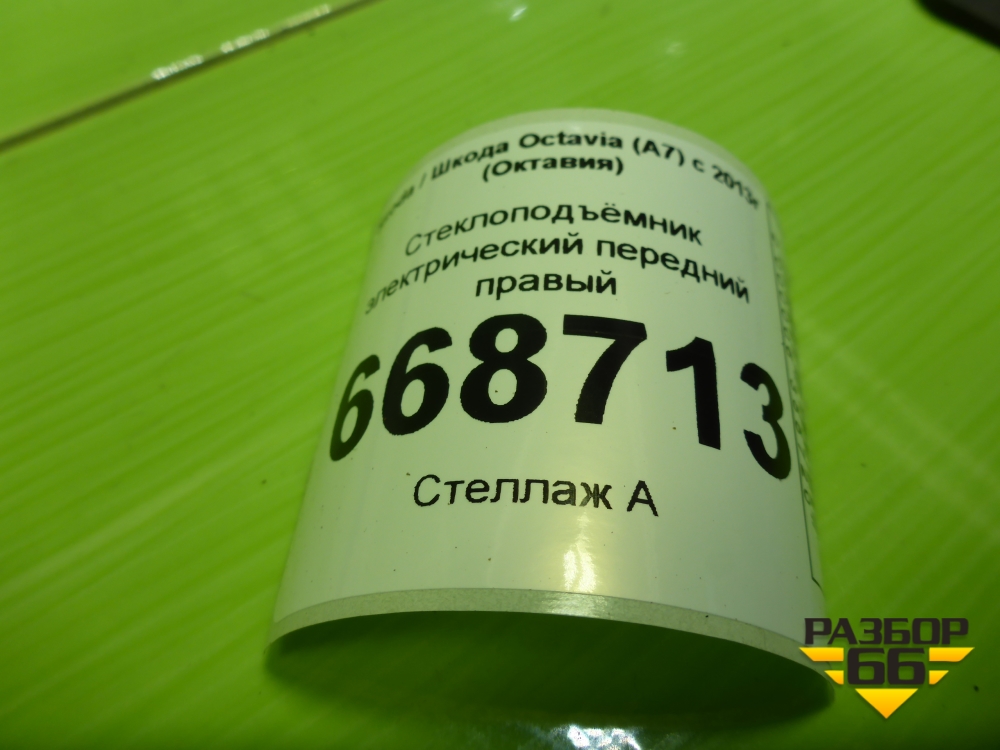 / Шкода Octavia (A7) с 2013г
(Октавия)
Стеклоподъёмник
электрический передний
правый
668713
Стеллаж А
РАЗБОР
66